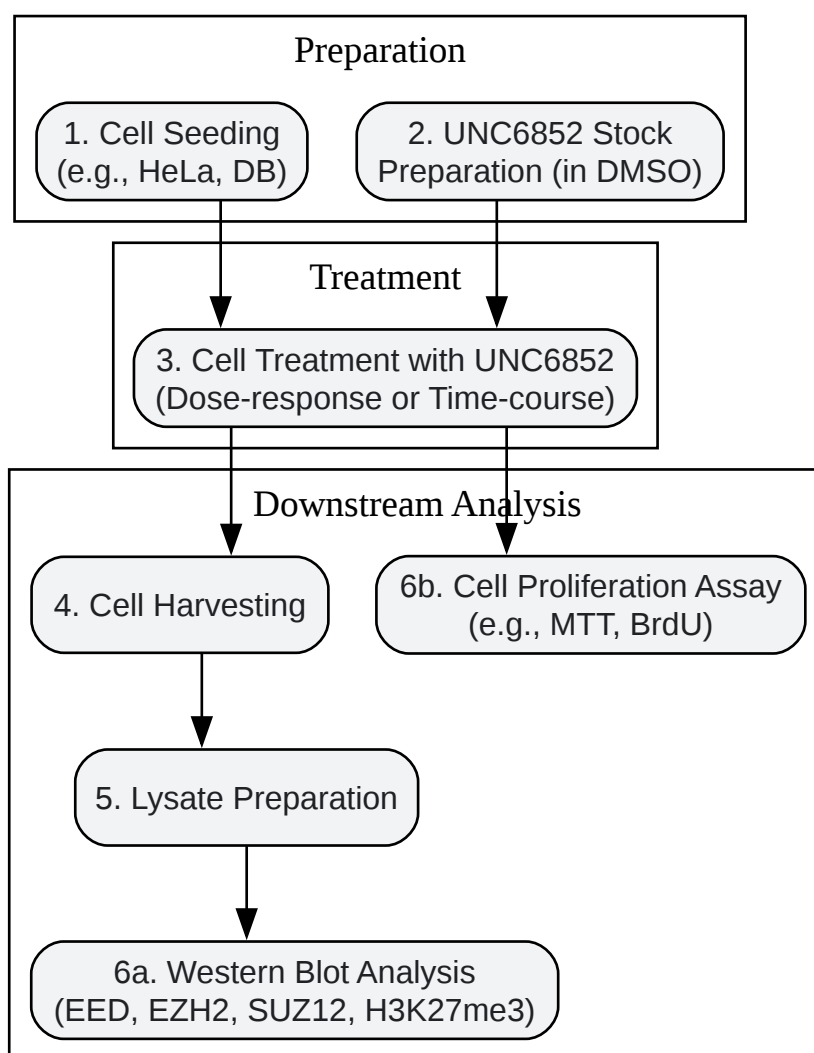 Preparation
1. Cell Seeding
(e.g., HeLa, DB)
2. UNC6852 Stock
Preparation (in DMSO)
Treatment
3. Cell Treatment with UNC6852
(Dose-response or Time-course)
Downstream Analysis
4. Cell Harvesting
6b. Cell Proliferation Assay
(e.g., MTT, BrdU)
5. Lysate Preparation
6a. Western Blot Analysis
(EED, EZH2, SUZ12, H3K27me3)